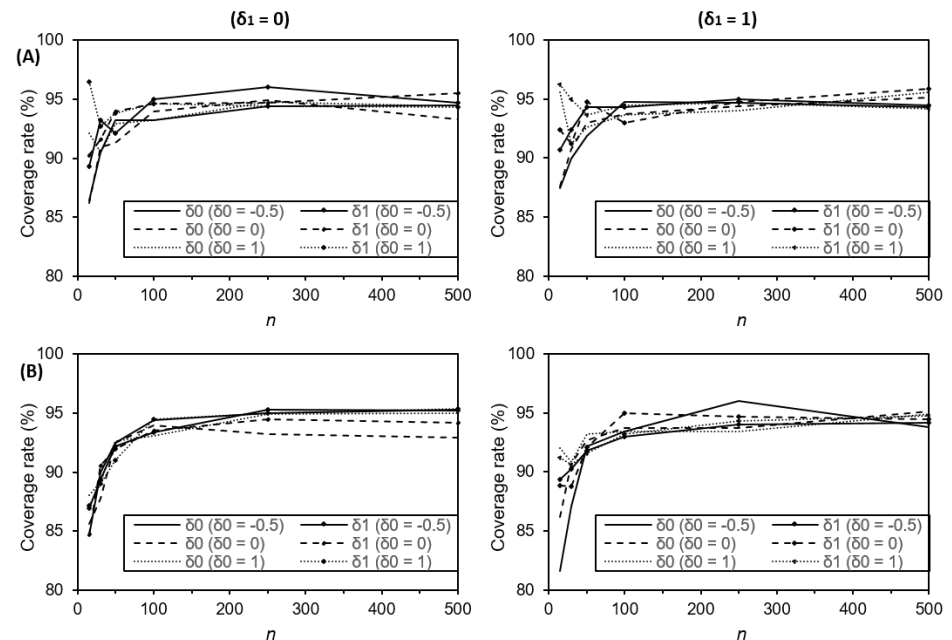 (δ1 = 0)
(δ1 = 1)
(A)
100
95
90
85
80
Coverage rate (%)
δ0 (δ0 = -0.5)
δ1 (δ0 = -0.5)
δ0 (δ0 = 0)
δ1 (δ0 = 0)
δ0 (δ0 = 1)
δ1 (δ0 = 1)
0 100 200 300 400 500
n
100
95
90
85
80
Coverage rate (%)
δ0 (δ0 = -0.5)
δ1 (δ0 = -0.5)
δ0 (δ0 = 0)
δ1 (δ0 = 0)
δ0 (δ0 = 1)
δ1 (δ0 = 1)
0 100 200 300 400 500
n
(B)
100
95
90
85
80
Coverage rate (%)
δ0 (δ0 = -0.5)
δ1 (δ0 = -0.5)
δ0 (δ0 = 0)
δ1 (δ0 = 0)
δ0 (δ0 = 1)
δ1 (δ0 = 1)
0 100 200 300 400 500
n
100
95
90
85
80
Coverage rate (%)
δ0 (δ0 = -0.5)
δ1 (δ0 = -0.5)
δ0 (δ0 = 0)
δ1 (δ0 = 0)
δ0 (δ0 = 1)
δ1 (δ0 = 1)
0 100 200 300 400 500
n